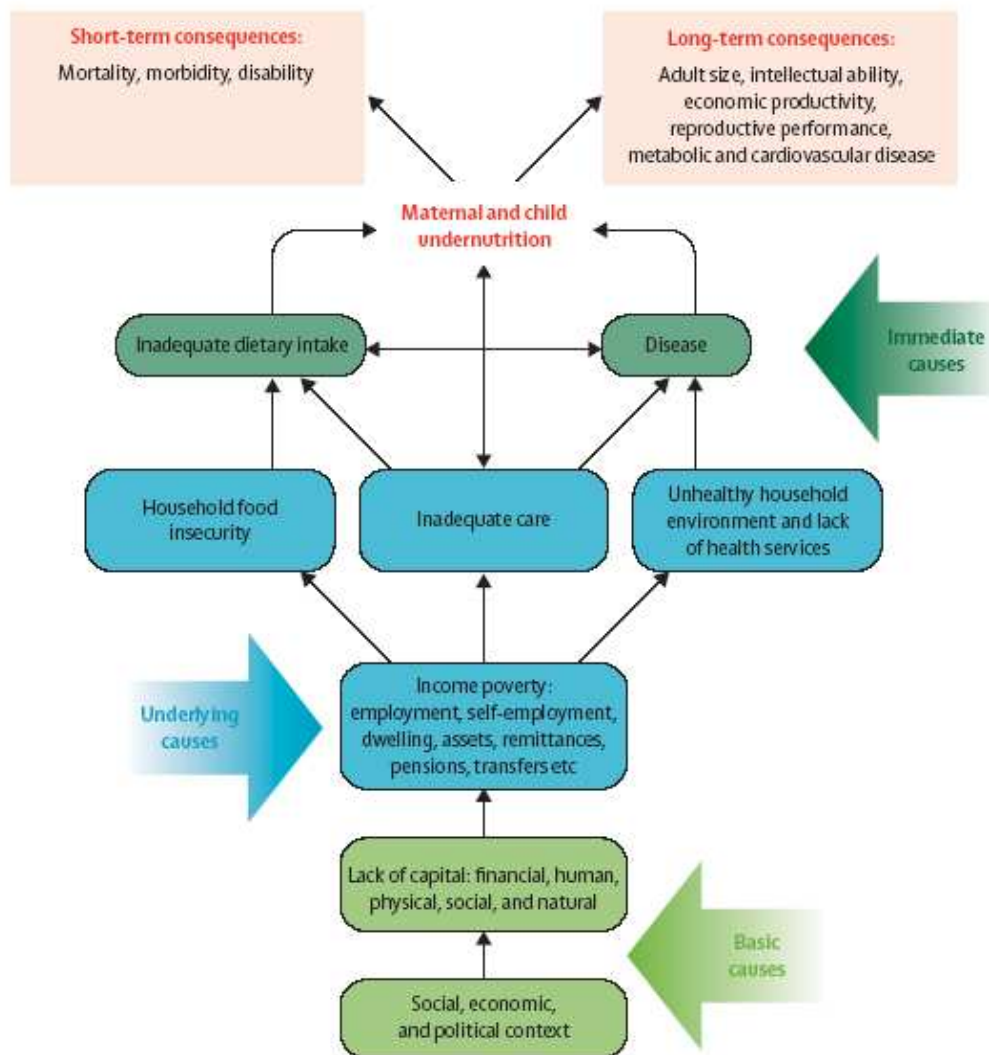 Short-term consequences:
Mortality, morbidity, disability
Long-term consequences:
Adult size, intellectual ability,
economic productivity,
reproductive performance,
metabolic and cardiovascular disease
Maternal and child
undernutrition
Inadequate dietary intake
Disease
Immediate
causes
Household food
insecurity
Inadequate care
Unhealthy household
environment and lack
of health services
Underlying
causes
Income poverty:
employment, self-employment,
dwelling, assets, remittances,
pensions, transfers etc
Lack of capital: financial, human,
physical, social, and natural
Basic
causes
Social, economic,
and political context